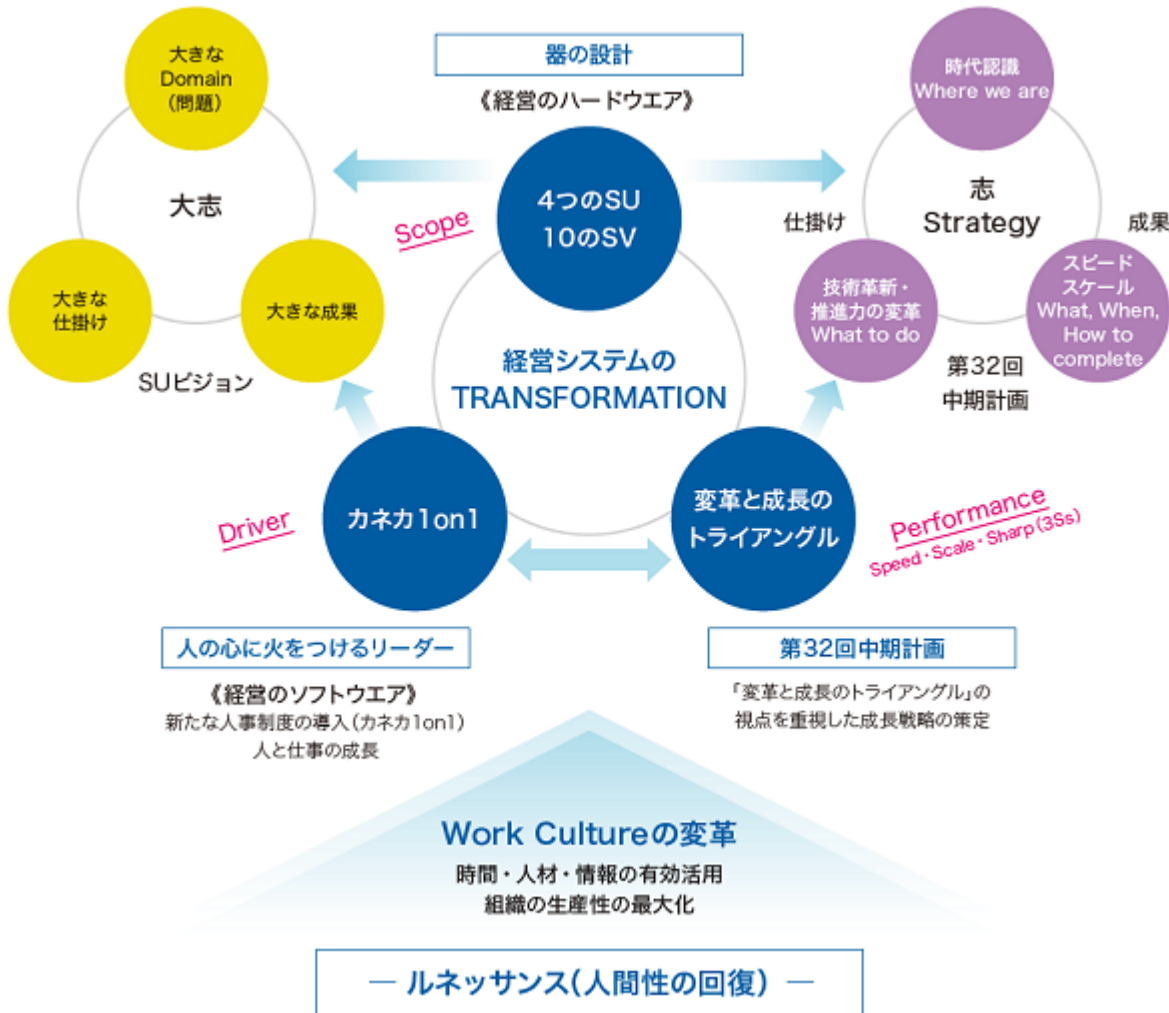 大きな
Domain
(問題)
大志
大きな
仕掛け
大きな成果
SUビジョン
器の設計
《経営のハードウエア》
4つのSU
10のSV
Scope
経営システムの
TRANSFORMATION
時代認識
Where we are
志
Strategy
仕掛け
成果
技術革新・
推進力の変革
What to do
スピード
スケール
What, When,
How to
complete
第32回
中期計画
Driver
カネカ1on1
変革と成長の
トライアングル
Performance
Speed・Scale・Sharp(3Ss)
人の心に火をつけるリーダー
《経営のソフトウエア》
新たな人事制度の導入(カネカ1on1)
人と仕事の成長
第32回中期計画
「変革と成長のトライアングル」の
視点を重視した成長戦略の策定
Work Cultureの変革
時間・人材・情報の有効活用
組織の生産性の最大化
― ルネッサンス(人間性の回復) ―